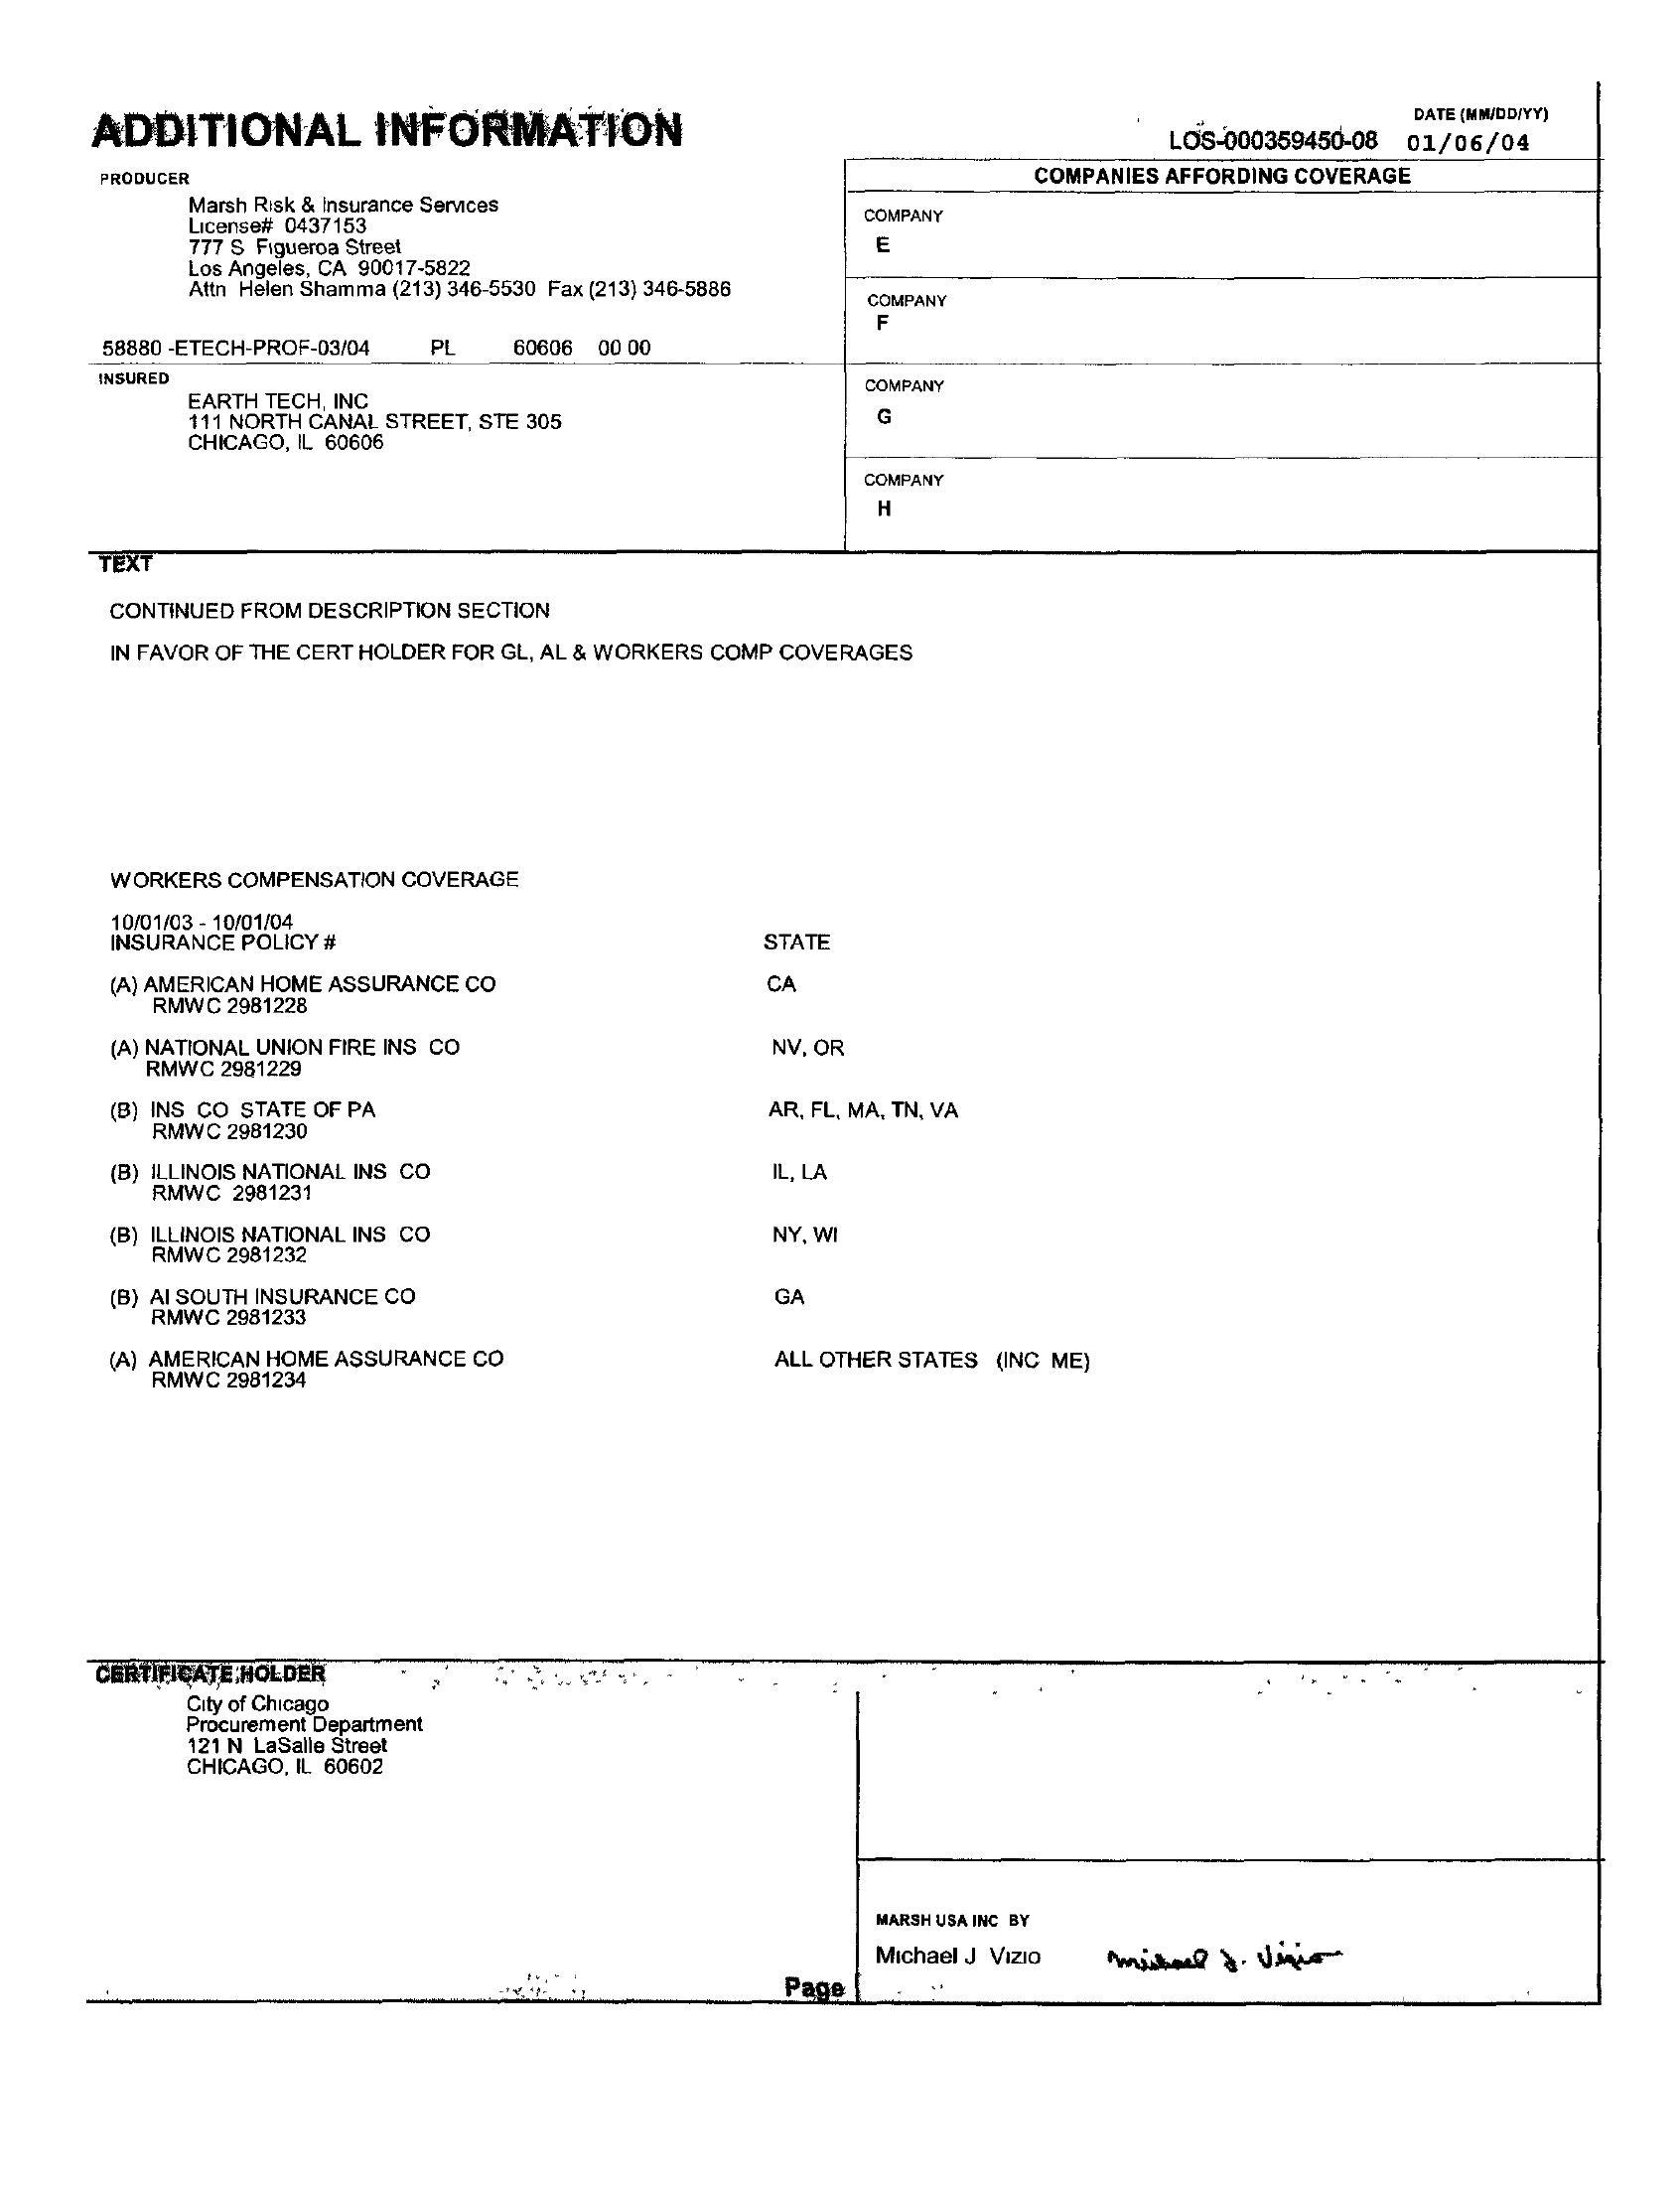 ADDITIONAL INFORMATION
LOS-000359450-08
DATE (MM/DD/YY)
01/06/04
PRODUCER
Marsh Risk & Insurance Services
License# 0437153
777 S Figueroa Street
Los Angeles, CA 90017-5822
Attn Helen Shamma (213) 346-5530 Fax (213) 346-5886
58880 -ETECH-PROF-03/04 PL 60606 00 00
COMPANIES AFFORDING COVERAGE
COMPANY
E
COMPANY
F
COMPANY
G
COMPANY
H
INSURED
EARTH TECH, INC
111 NORTH CANAL STREET, STE 305
CHICAGO, IL 60606
TEXT
CONTINUED FROM DESCRIPTION SECTION
IN FAVOR OF THE CERT HOLDER FOR GL, AL & WORKERS COMP COVERAGES
WORKERS COMPENSATION COVERAGE
10/01/03 - 10/01/04
INSURANCE POLICY # STATE
(A) AMERICAN HOME ASSURANCE CO CA
RMWC 2981228
(A) NATIONAL UNION FIRE INS CO NV, OR
RMWC 2981229
(B) INS CO STATE OF PA AR, FL, MA, TN, VA
RMWC 2981230
(B) ILLINOIS NATIONAL INS CO IL, LA
RMWC 2981231
(B) ILLINOIS NATIONAL INS CO NY, WI
RMWC 2981232
(B) AI SOUTH INSURANCE CO GA
RMWC 2981233
(A) AMERICAN HOME ASSURANCE CO ALL OTHER STATES (INC ME)
RMWC 2981234
CERTIFICATE HOLDER
City of Chicago
Procurement Department
121 N LaSalle Street
CHICAGO, IL 60602
MARSH USA INC BY
Michael J Vizio Michael J. Vizio
Page